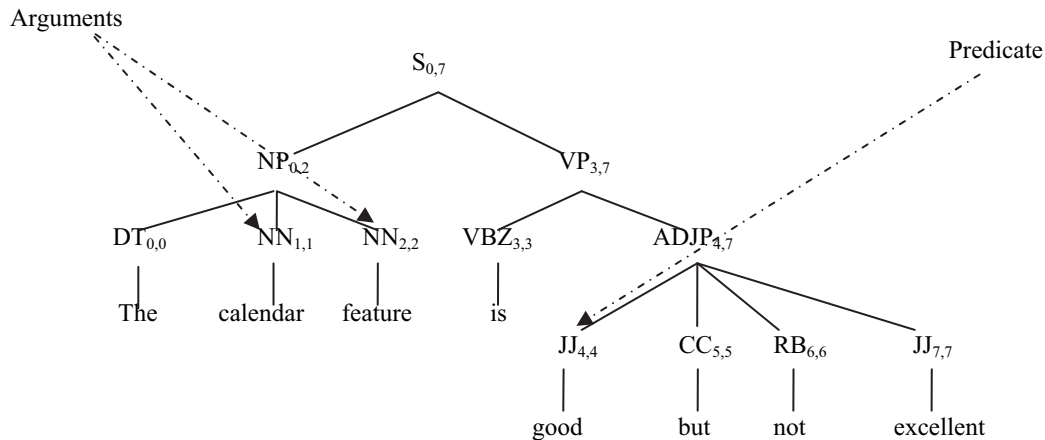 Arguments
Predicate
S0,7
NP0,2 VP3,7
DT0,0 NN1,1 NN2,2 VBZ3,3 ADJP4,7
The calendar feature is
JJ4,4 CC5,5 RB6,6 JJ7,7
good but not excellent